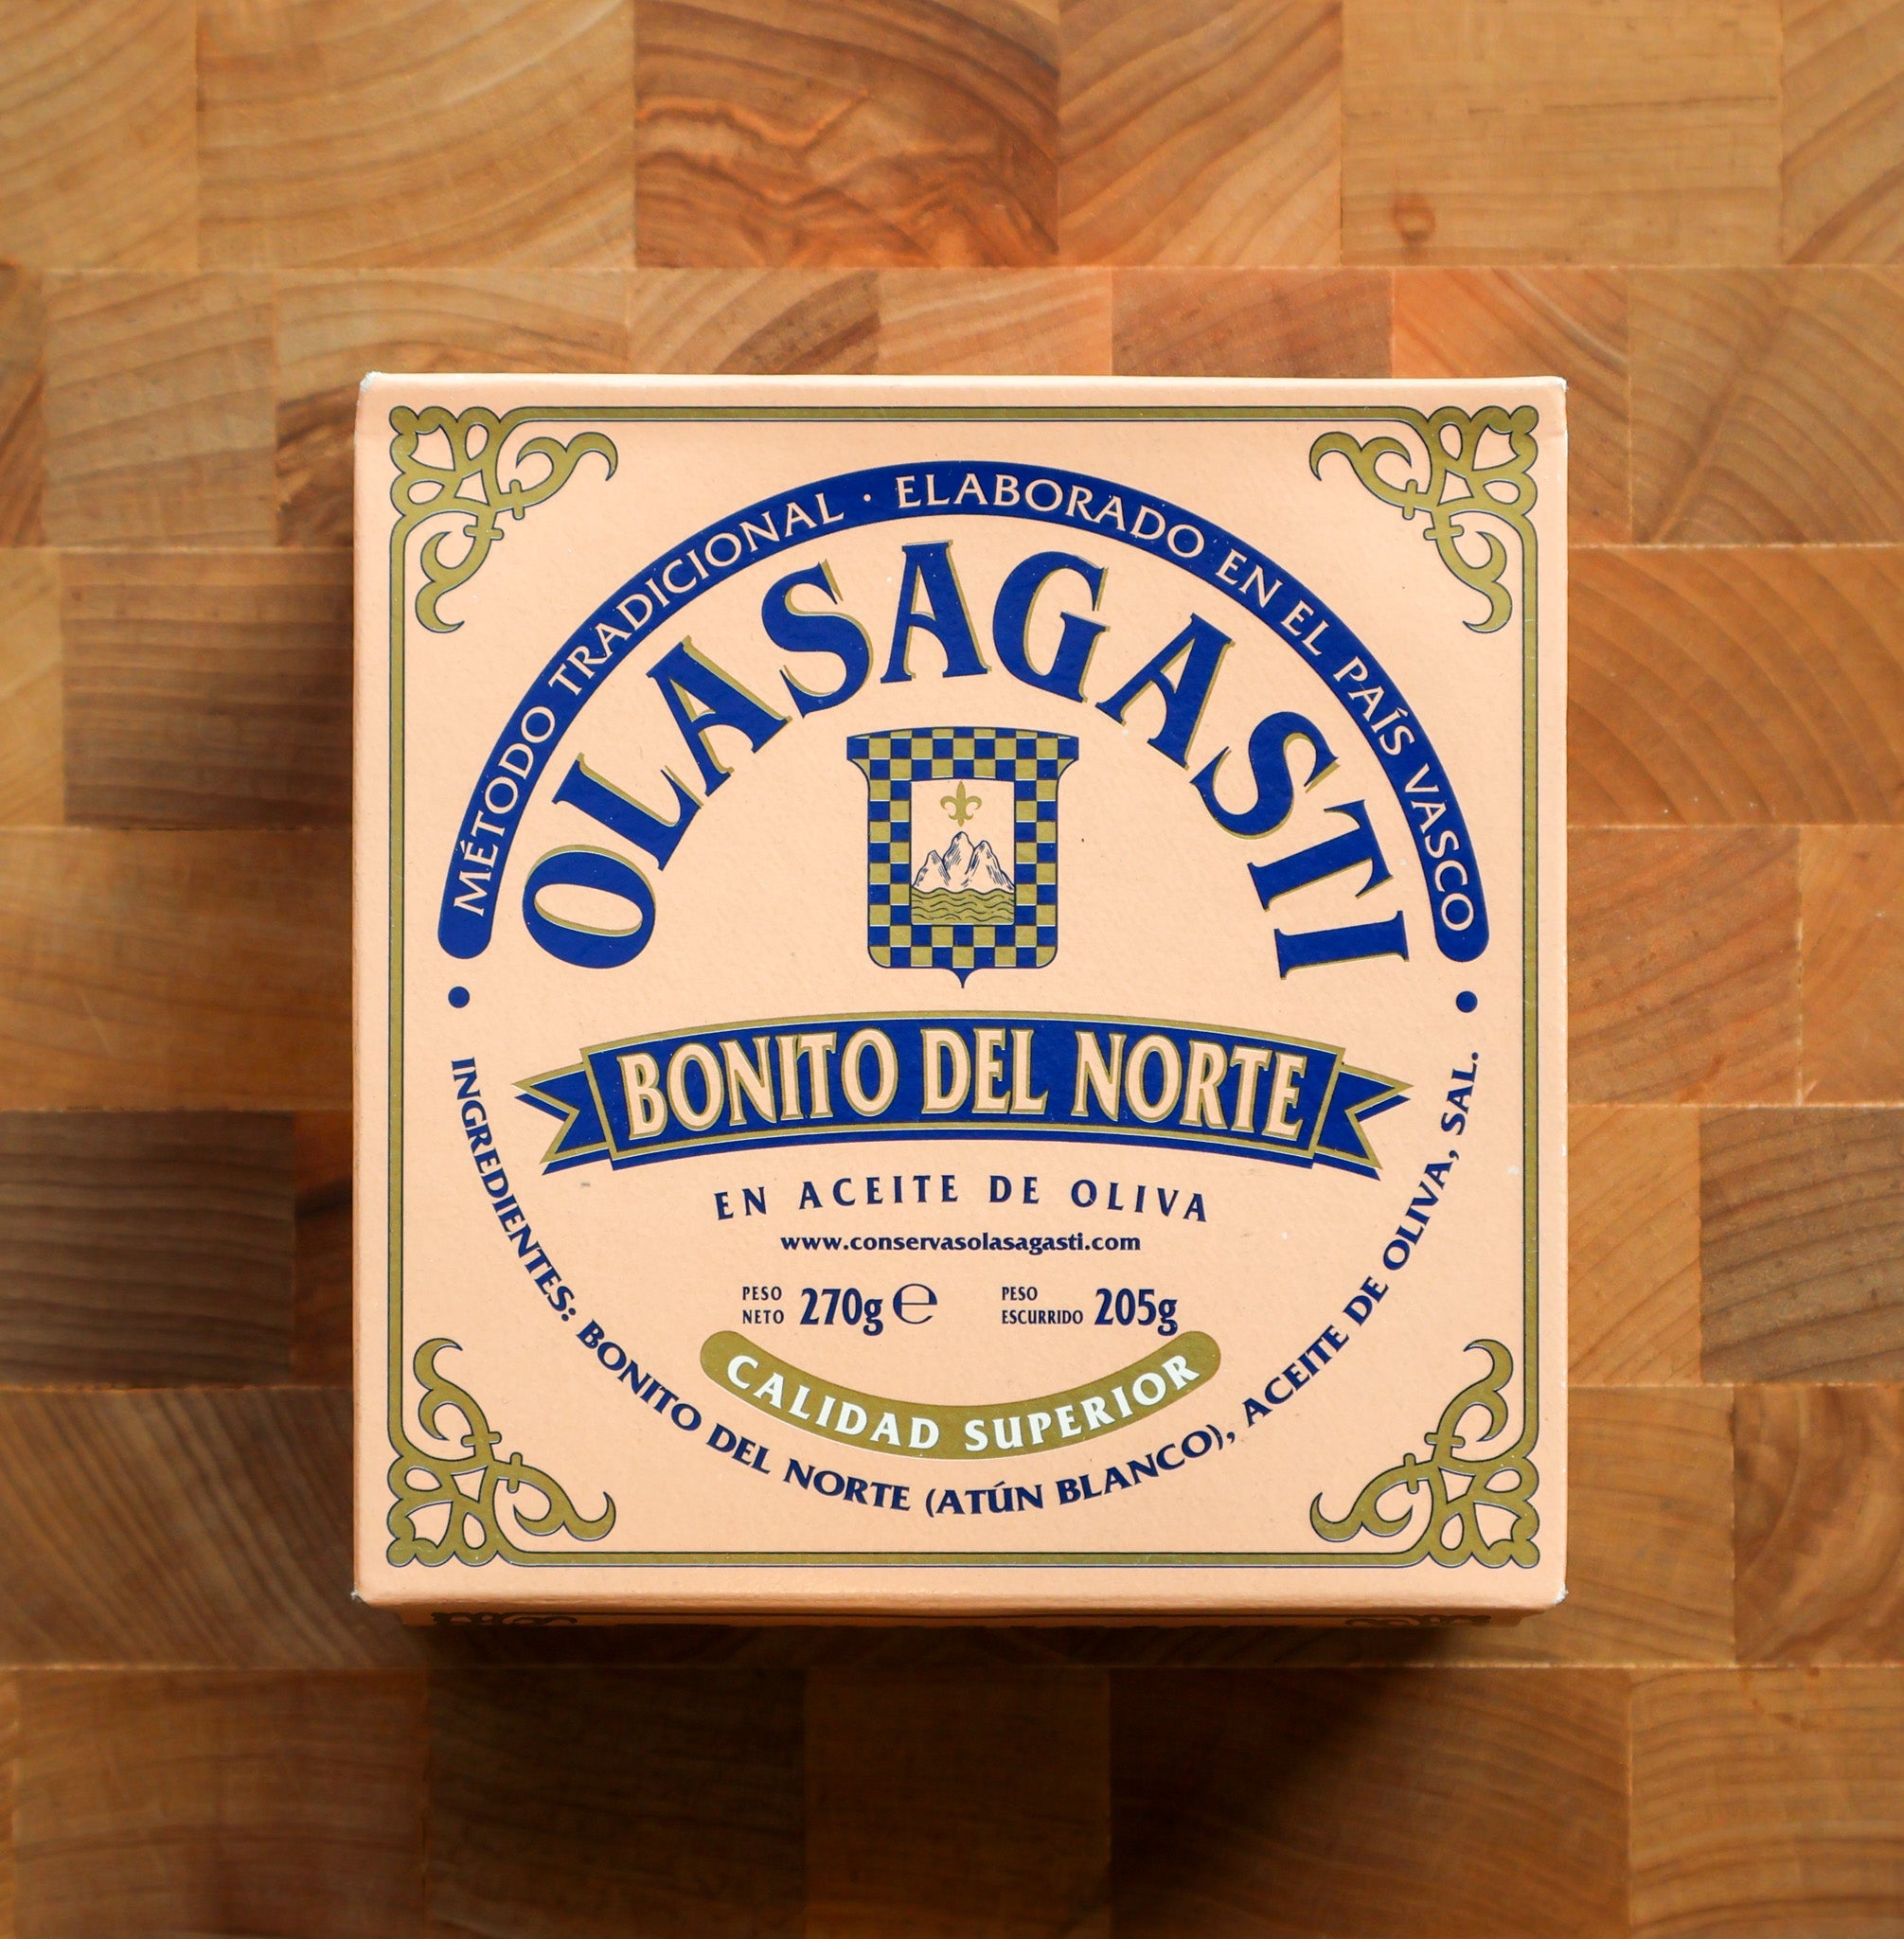 MÉTODO TRADICIONAL · ELABORADO EN EL PAÍS VASCO
OLASAGASTI
BONITO DEL NORTE
EN ACEITE DE OLIVA
www.conservasolasagasti.com
PESO NETO 270g ℮ PESO ESCURRIDO 205g
CALIDAD SUPERIOR
INGREDIENTES: BONITO DEL NORTE (ATÚN BLANCO), ACEITE DE OLIVA, SAL.